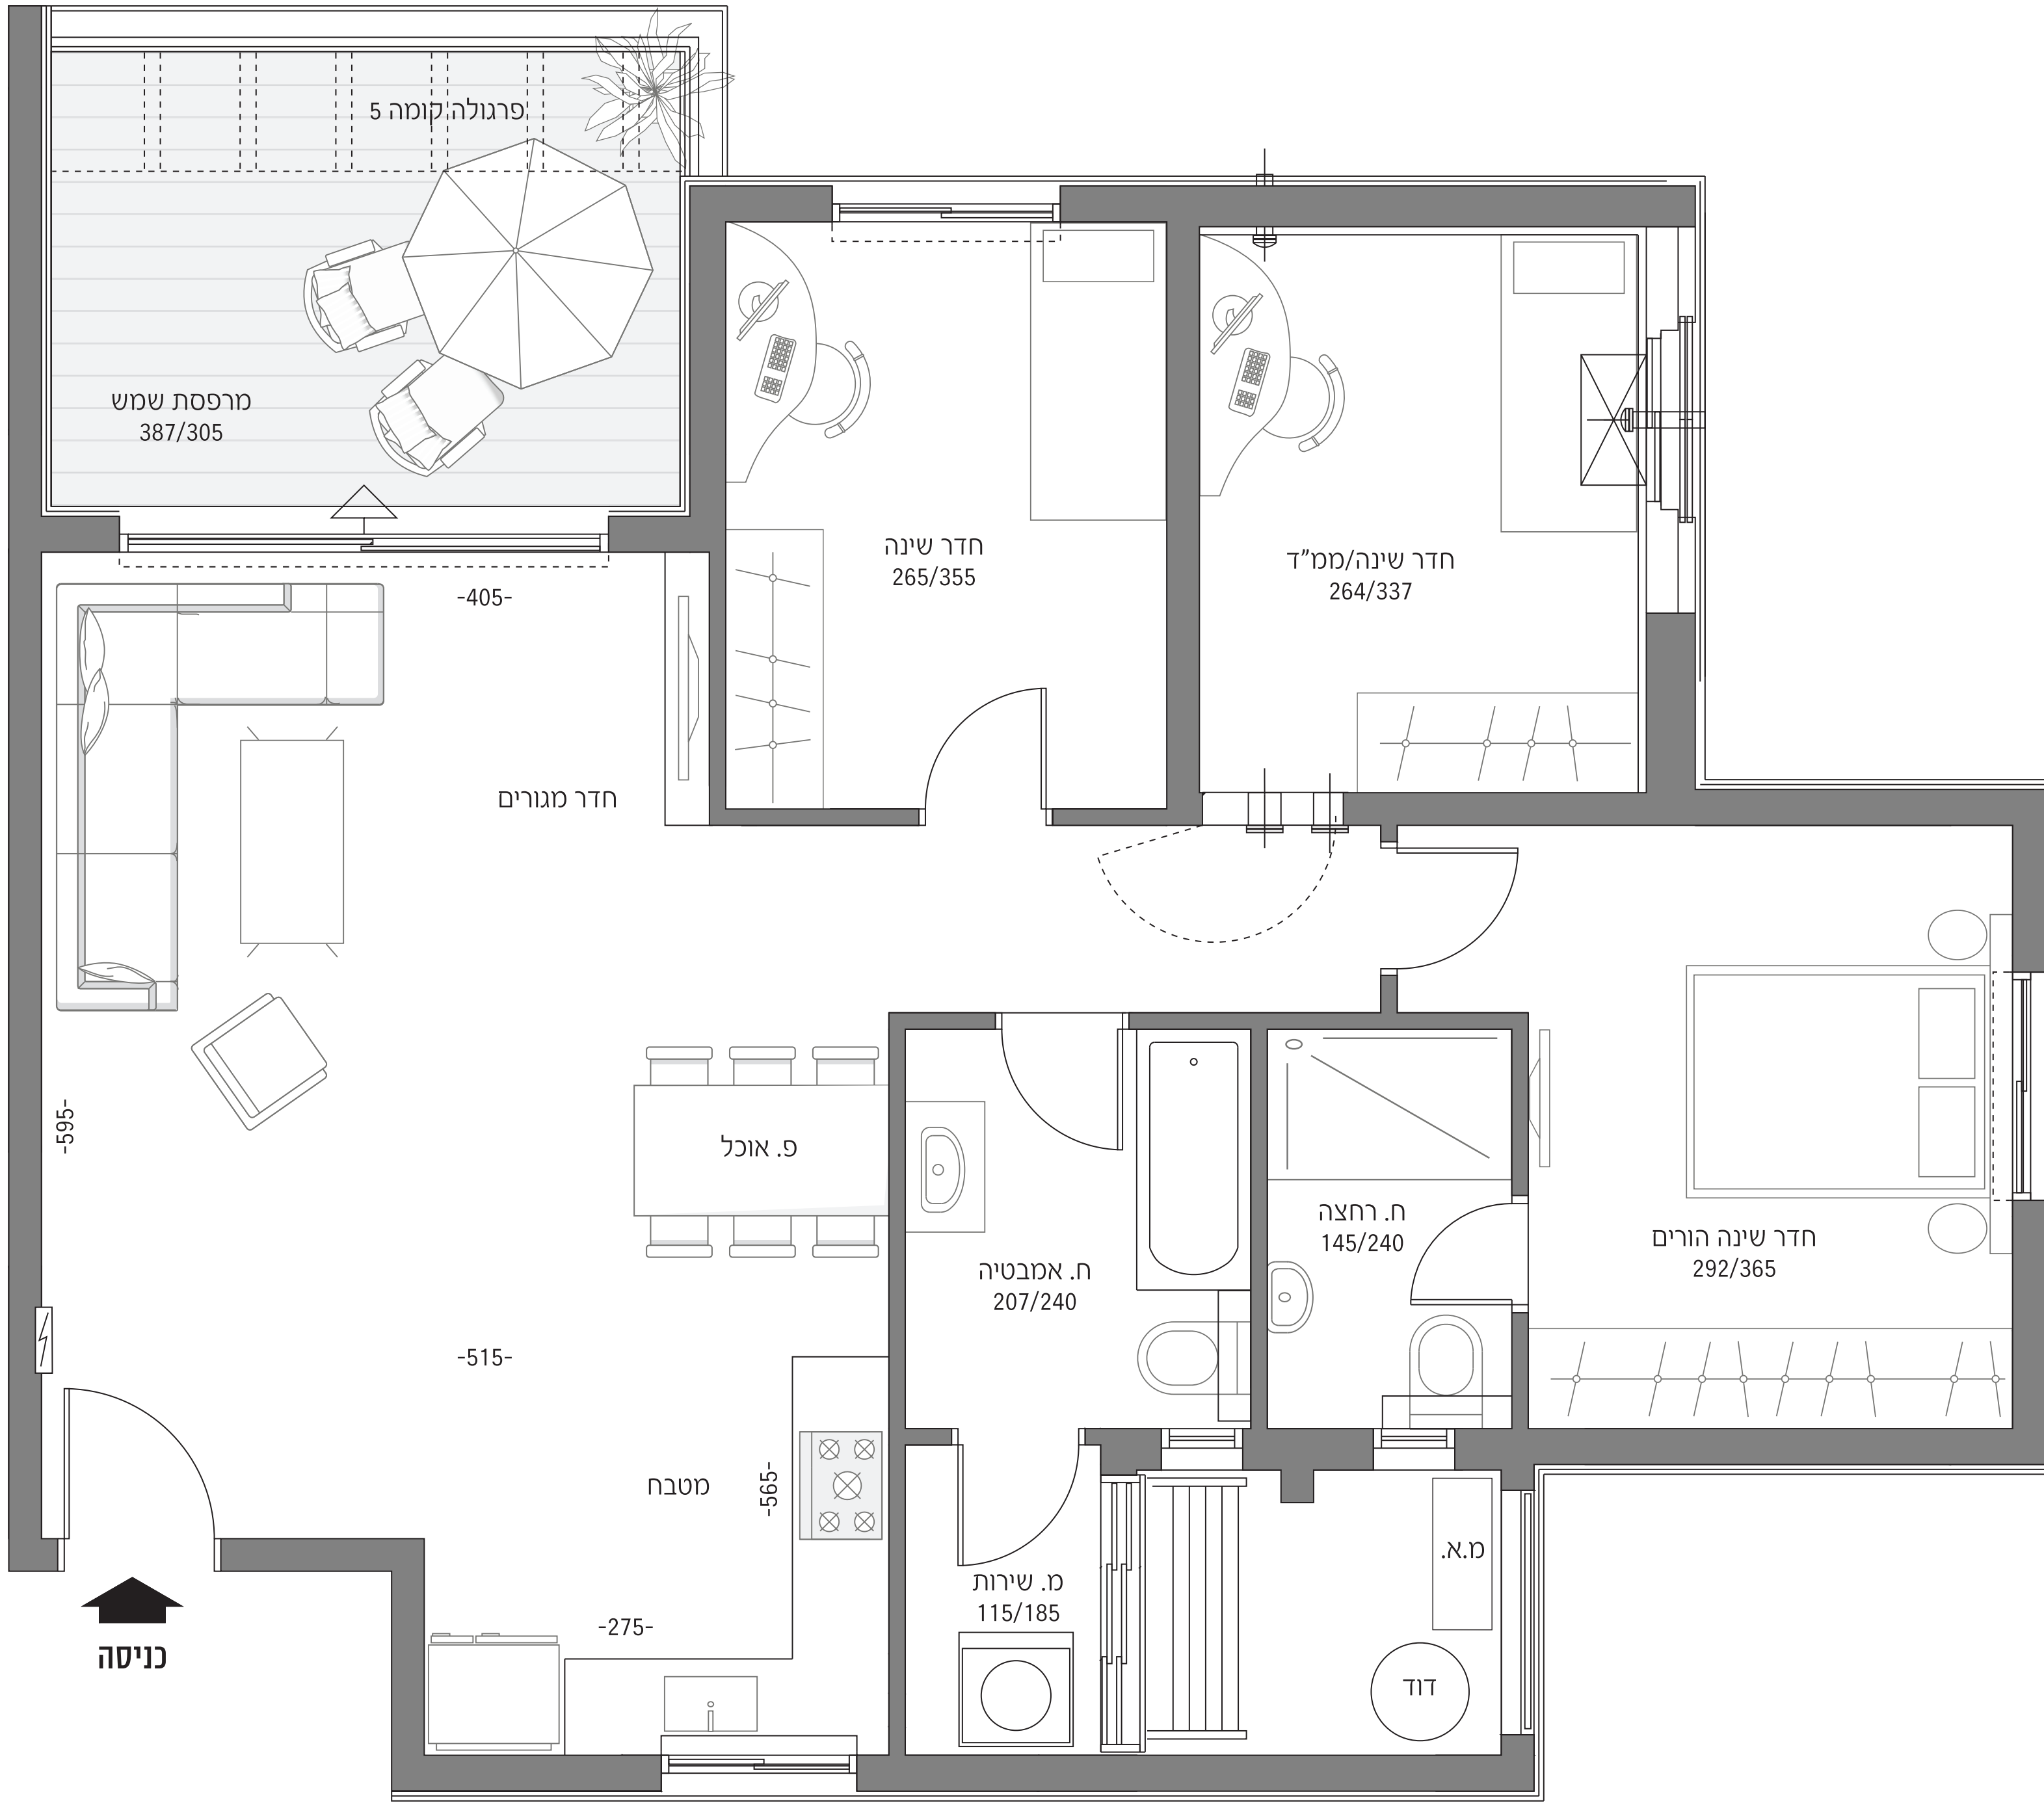 פרגולה קומה 5
מרפסת שמש
387/305
חדר שינה
265/355
חדר שינה/ממ"ד
264/337
-405-
חדר מגורים
-595-
פ. אוכל
ח. רחצה
145/240
חדר שינה הורים
292/365
ח. אמבטיה
207/240
-515-
מטבח
-565-
מ.א.
מ. שירות
115/185
-275-
דוד
כניסה